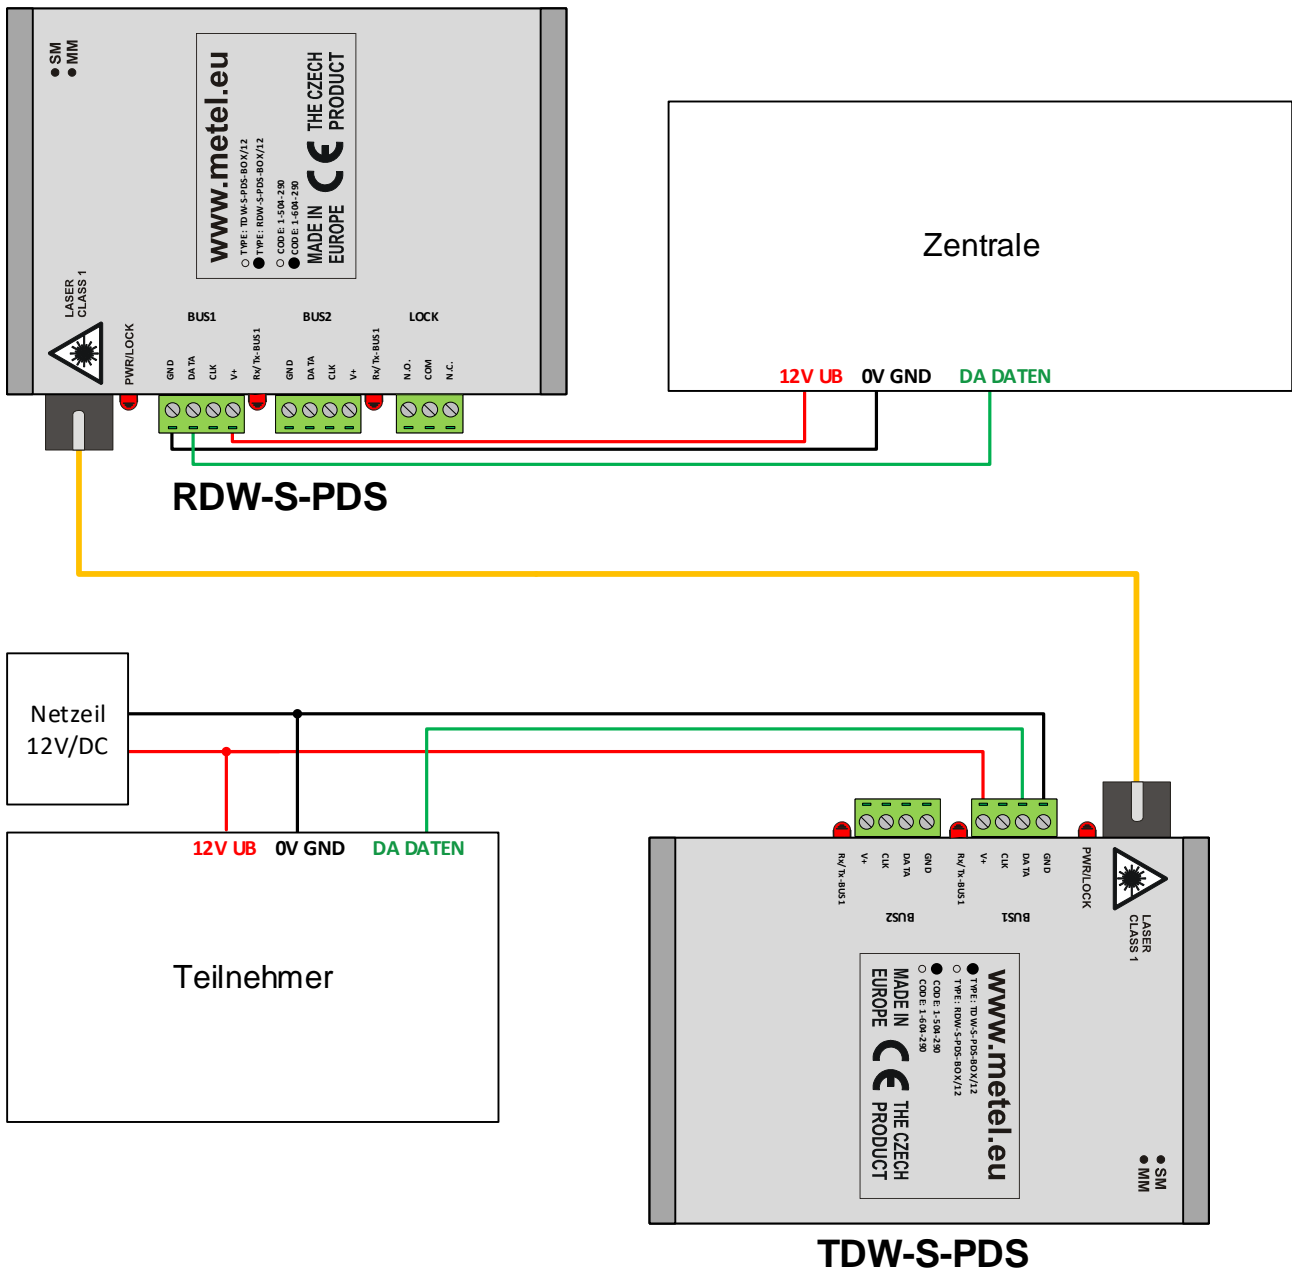 SM
MM
www.metel.eu
TYPE: TDW-S-PDS-BOX/12
TYPE: RDW-S-PDS-BOX/12
CODE: 1-504-290
CODE: 1-604-290
MADE IN
EUROPE
CE
THE CZECH
PRODUCT
LASER
CLASS 1
PWR/LOCK
BUS1
BUS2
LOCK
GND
DATA
CLK
V+
Rx/Tx-BUS1
GND
DATA
CLK
V+
Rx/Tx-BUS1
N.O.
COM
N.C.
RDW-S-PDS
Zentrale
12V UB
0V GND
DA DATEN
Netzeil
12V/DC
12V UB
0V GND
DA DATEN
Teilnehmer
Rx/Tx-BUS1
V+
CLK
DATA
GND
Rx/Tx-BUS1
V+
CLK
DATA
GND
PWR/LOCK
BUS2
BUS1
LASER
CLASS 1
www.metel.eu
TYPE: TDW-S-PDS-BOX/12
TYPE: RDW-S-PDS-BOX/12
CODE: 1-504-290
CODE: 1-604-290
MADE IN
EUROPE
CE
THE CZECH
PRODUCT
SM
MM
TDW-S-PDS